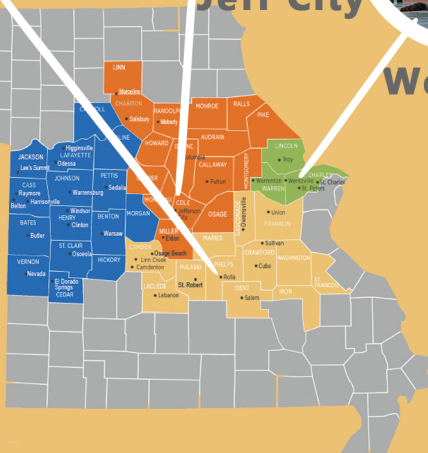 Jeff City
We
LINN
Marceline
CHARITON
Salisbury
RANDOLPH
Moberly
MONROE
RALLS
PIKE
AUDRAIN
HOWARD
Columbia
CALLAWAY
Fulton
MONTGOMERY
LINCOLN
Troy
Warrenton
Wentzville
St. Charles
St. Peters
WARREN
Higginsville
LAFAYETTE
Odessa
JACKSON
Lee's Summit
CASS
Raymore
Harrisonville
Belton
JOHNSON
Warrensburg
PETTIS
Sedalia
Windsor
HENRY
Clinton
BENTON
Warsaw
MORGAN
BATES
Butler
ST. CLAIR
Osceola
HICKORY
VERNON
Nevada
El Dorado
Springs
CEDAR
COLE
Jefferson
OSAGE
MILLER
Eldon
CAMDEN
Osage Beach
Linn Creek
Camdenton
MARIES
PULASKI
St. Robert
LACLEDE
Lebanon
PHELPS
Rolla
DENT
Salem
CRAWFORD
Cuba
Owensville
Union
FRANKLIN
Sullivan
WASHINGTON
IRON
ST.
FRANCOIS